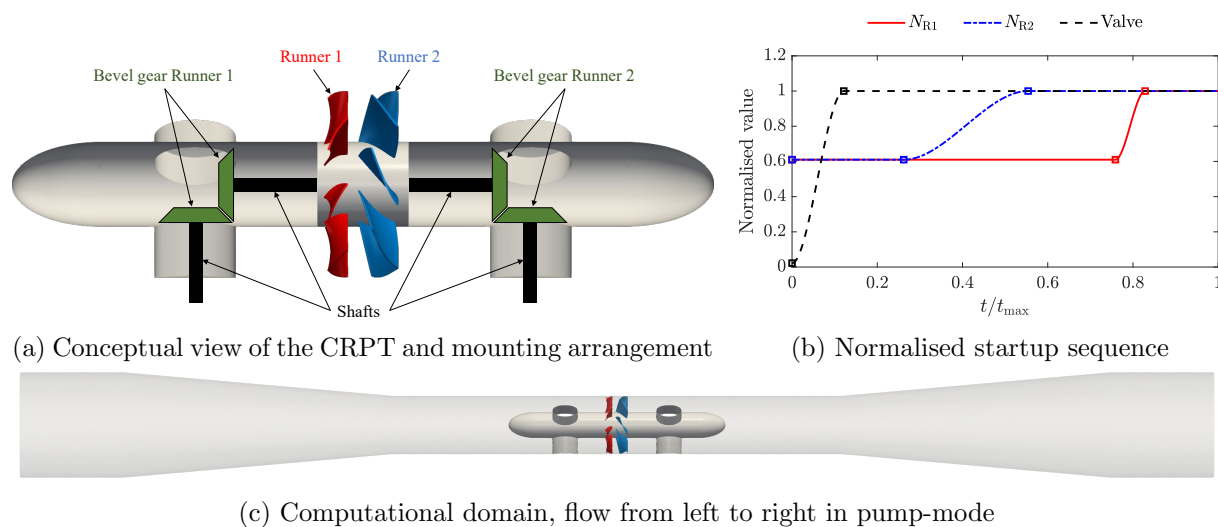 Runner 1
Runner 2
Bevel gear Runner 1
Bevel gear Runner 2
Shafts
(a) Conceptual view of the CRPT and mounting arrangement
N_R1
N_R2
Valve
Normalised value
1.2
1
0.8
0.6
0.4
0.2
0
0
0.2
0.4
0.6
0.8
1
t/t_max
(b) Normalised startup sequence
(c) Computational domain, flow from left to right in pump-mode